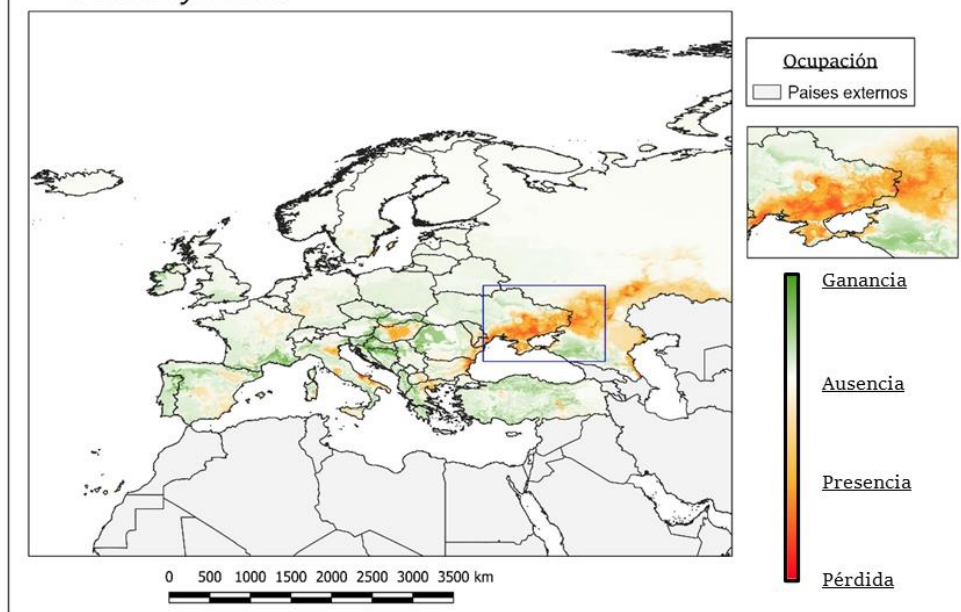 Ocupación
Paises externos
Ganancia
Ausencia
Presencia
Pérdida
0 500 1000 1500 2000 2500 3000 3500 km